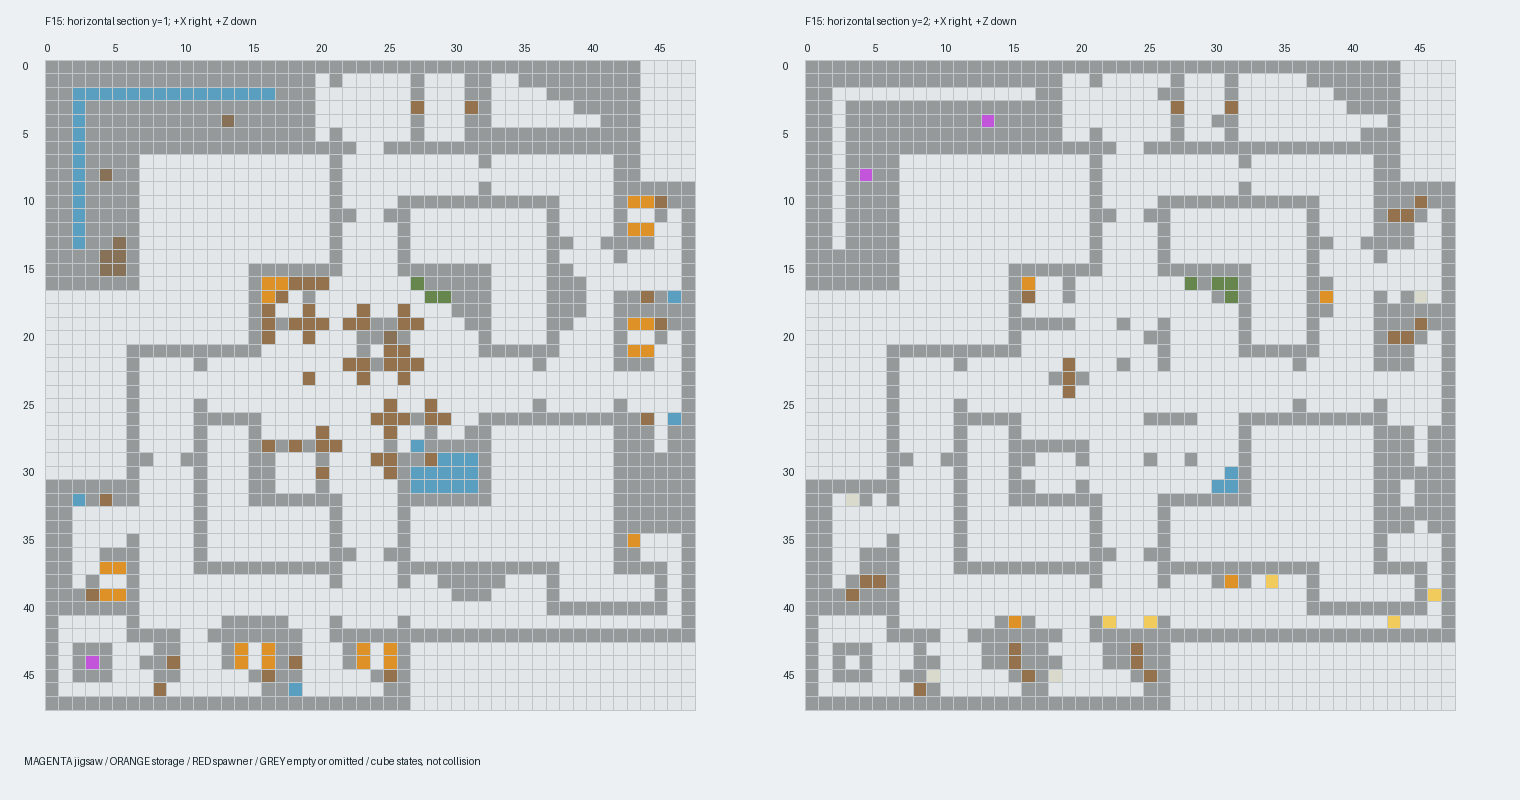 F15: horizontal section y=1; +X right, +Z down
F15: horizontal section y=2; +X right, +Z down
0 5 10 15 20 25 30 35 40 45
0 5 10 15 20 25 30 35 40 45
0 0
5 5
10 10
15 15
20 20
25 25
30 30
35 35
40 40
45 45
MAGENTA jigsaw / ORANGE storage / RED spawner / GREY empty or omitted / cube states, not collision